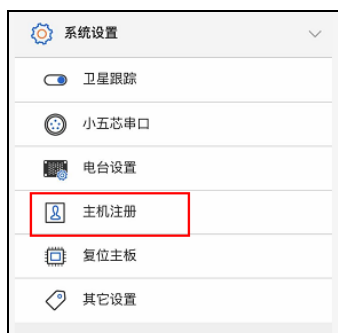 系统设置
卫星跟踪
小五芯串口
电台设置
主机注册
复位主板
其它设置